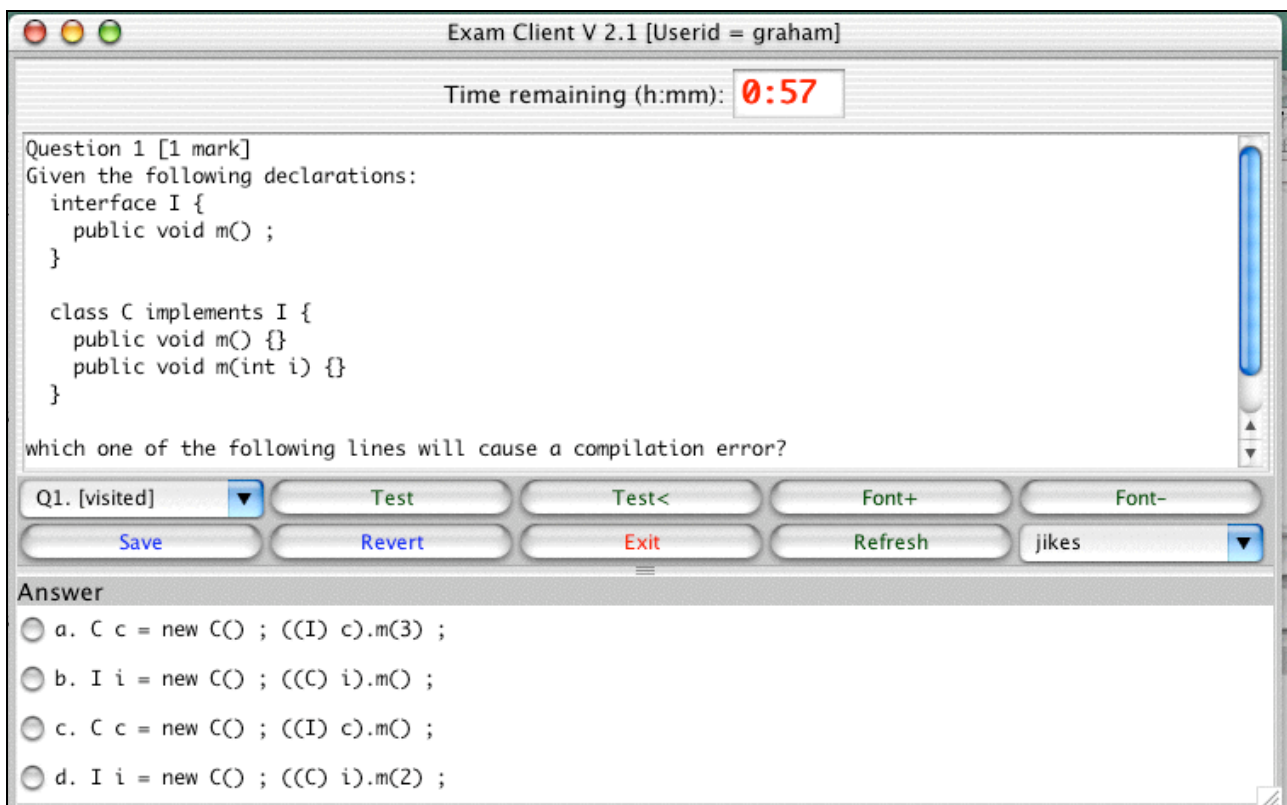 Exam Client V 2.1 [Userid = graham]
Time remaining (h:mm): 0:57
Question 1 [1 mark]
Given the following declarations:
  interface I {
    public void m() ;
  }

  class C implements I {
    public void m() {}
    public void m(int i) {}
  }

which one of the following lines will cause a compilation error?
Q1. [visited] Test Test< Font+ Font-
Save Revert Exit Refresh jikes
Answer
a. C c = new C() ; ((I) c).m(3) ;
b. I i = new C() ; ((C) i).m() ;
c. C c = new C() ; ((I) c).m() ;
d. I i = new C() ; ((C) i).m(2) ;